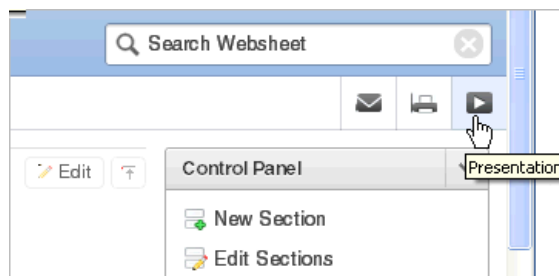 Search Websheet
Edit
Control Panel
Presentation
New Section
Edit Sections